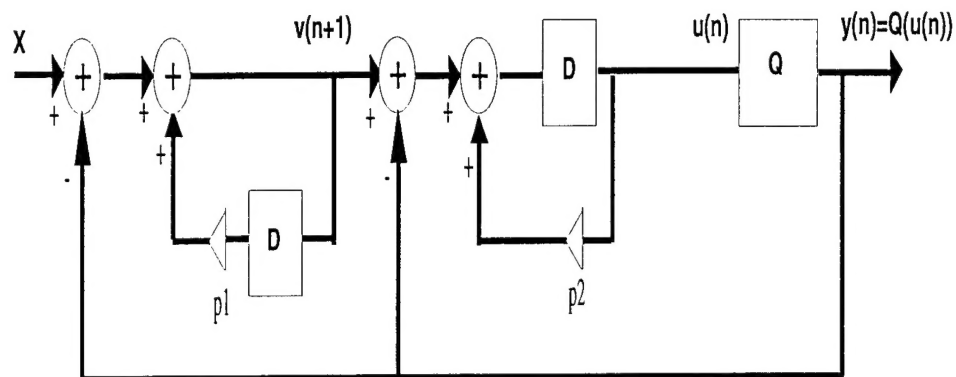 X
v(n+1)
u(n)
y(n)=Q(u(n))
+
+
+
+
D
Q
+
+
+
+
+
+
-
-
D
p1
p2